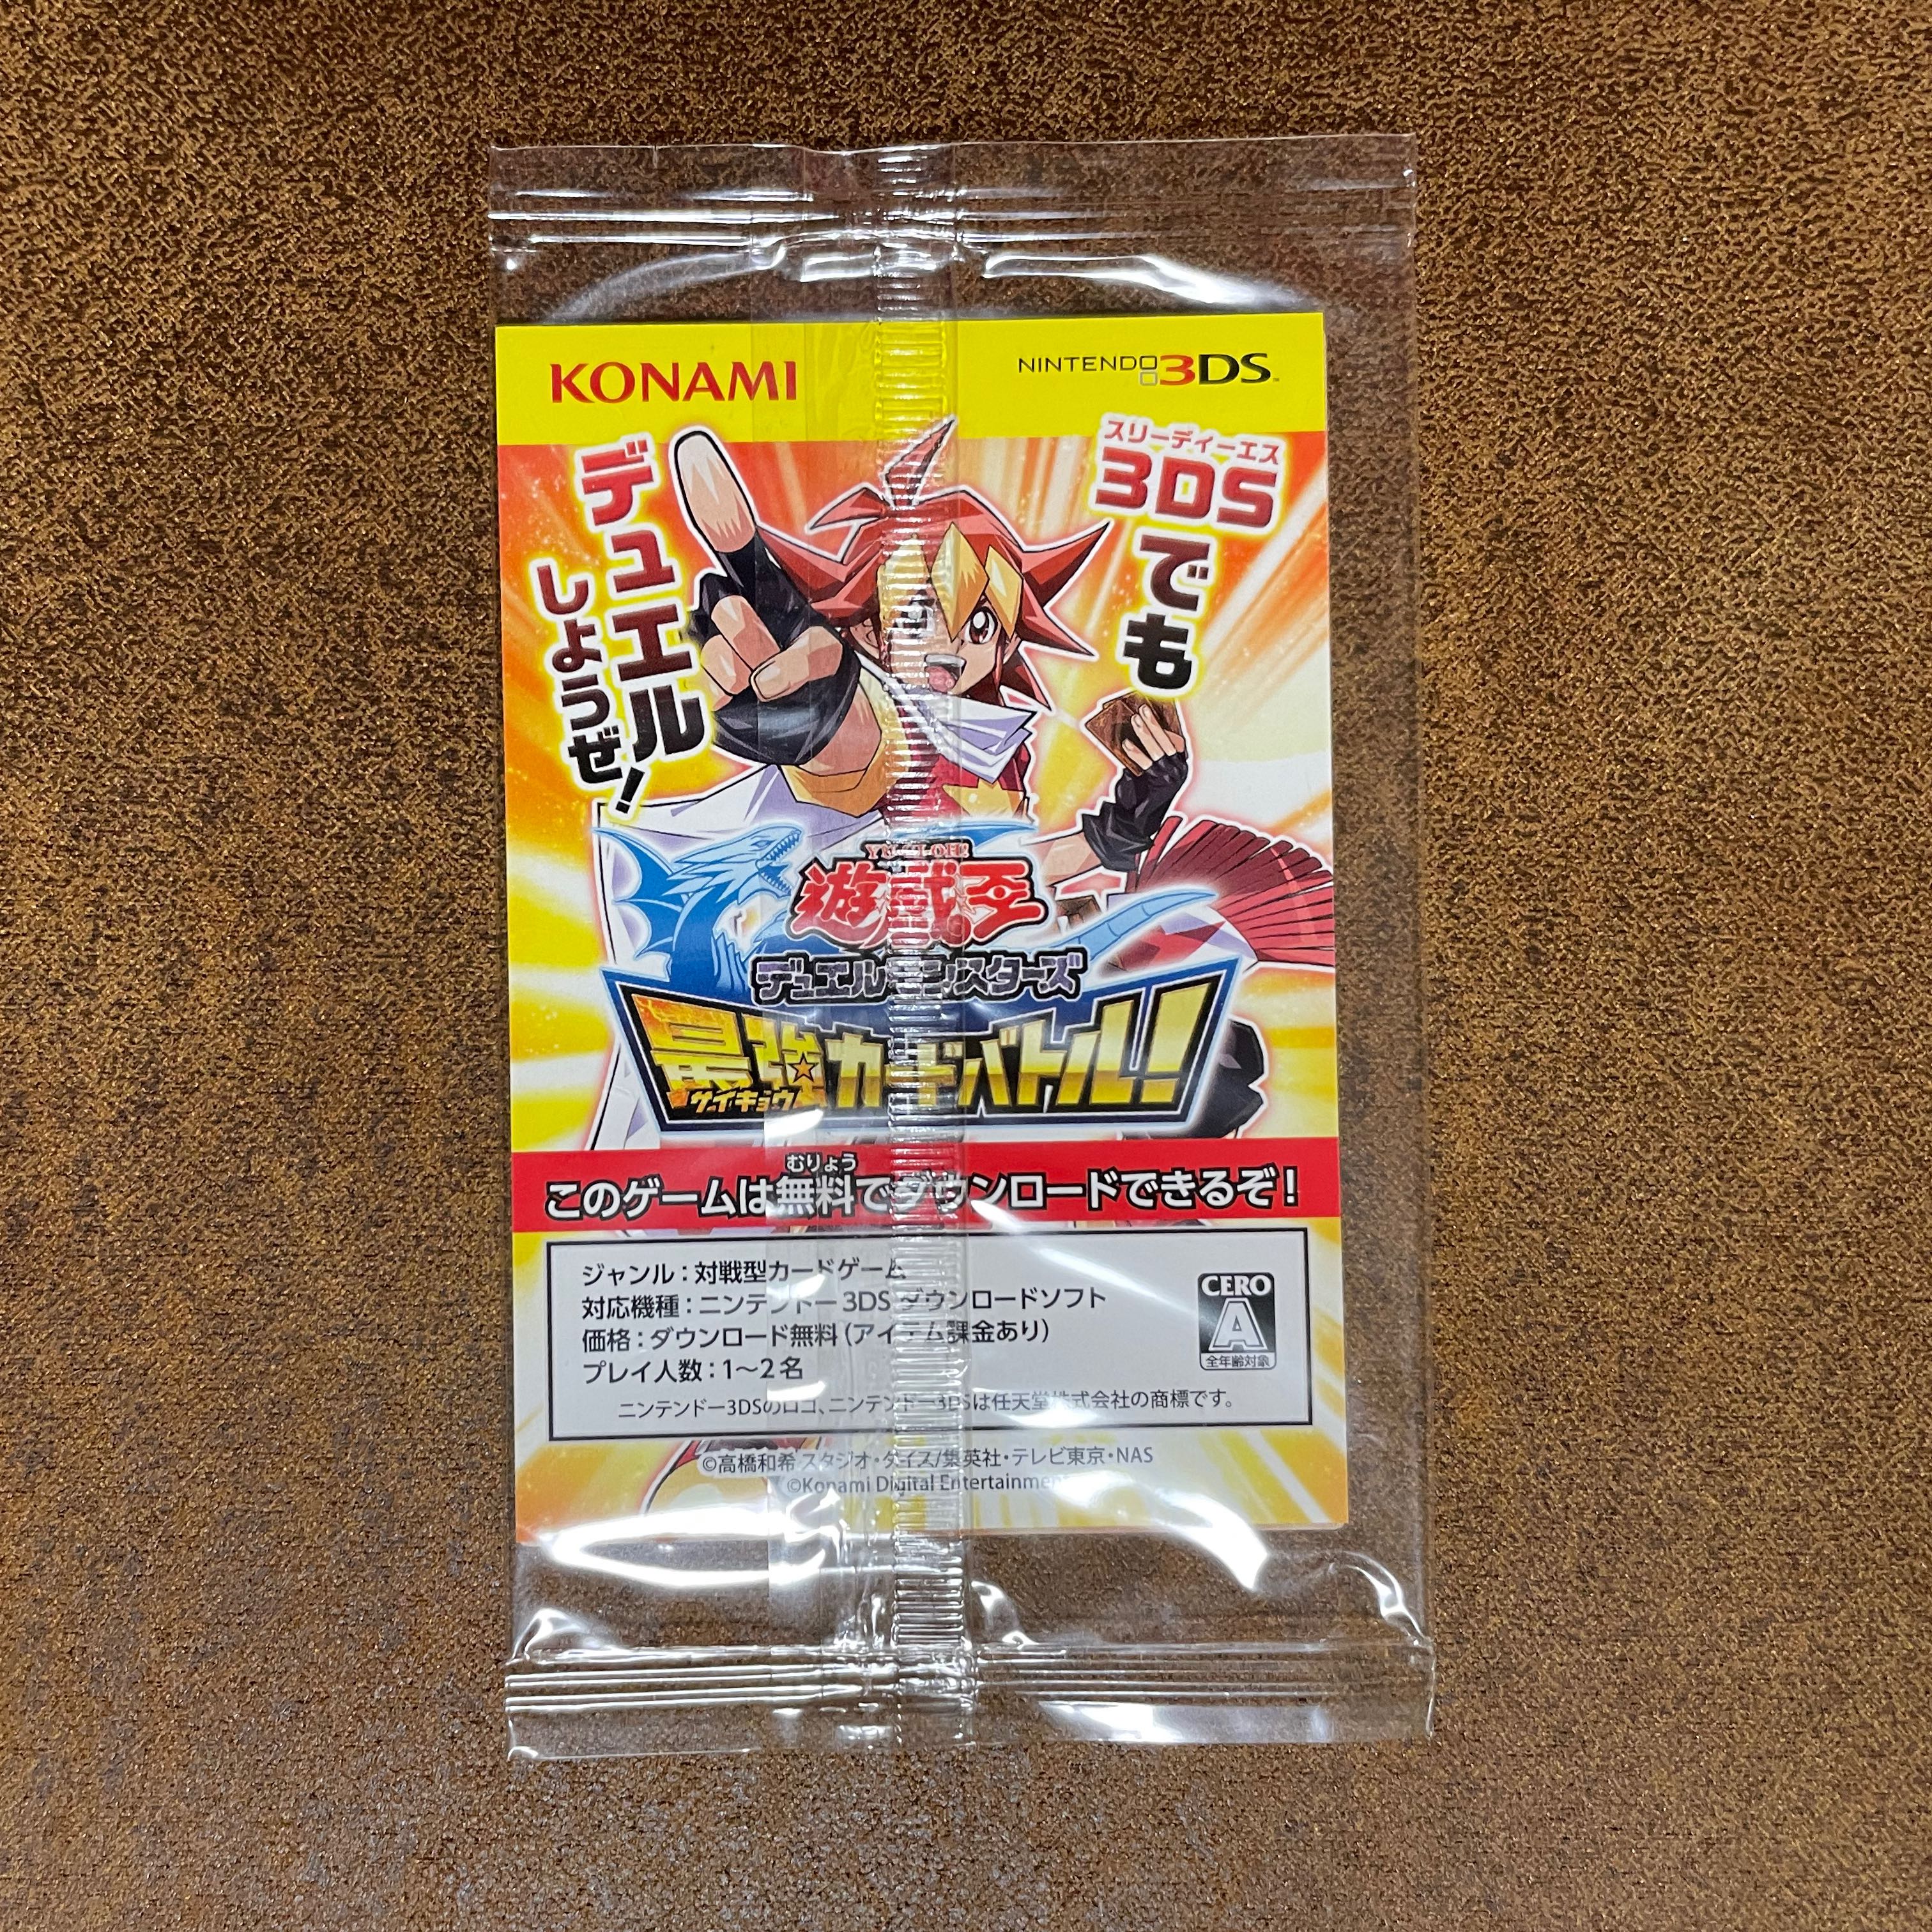 KONAMI
NINTENDO3DS™
スリーディーエス
3DS
でも
デュエル
しようぜ!
遊戯王
デュエルモンスターズ
最強カードバトル!
サイキョウ
むりょう
このゲームは無料でダウンロードできるぞ!
ジャンル:対戦型カードゲーム
対応機種:ニンテンドー3DS ダウンロードソフト
価格:ダウンロード無料(アイテム課金あり)
プレイ人数:1〜2名
CERO
A
全年齢対象
ニンテンドー3DSのロゴ、ニンテンドー3DSは任天堂株式会社の商標です。
©高橋和希 スタジオ・ダイス/集英社・テレビ東京・NAS
©Konami Digital Entertainment